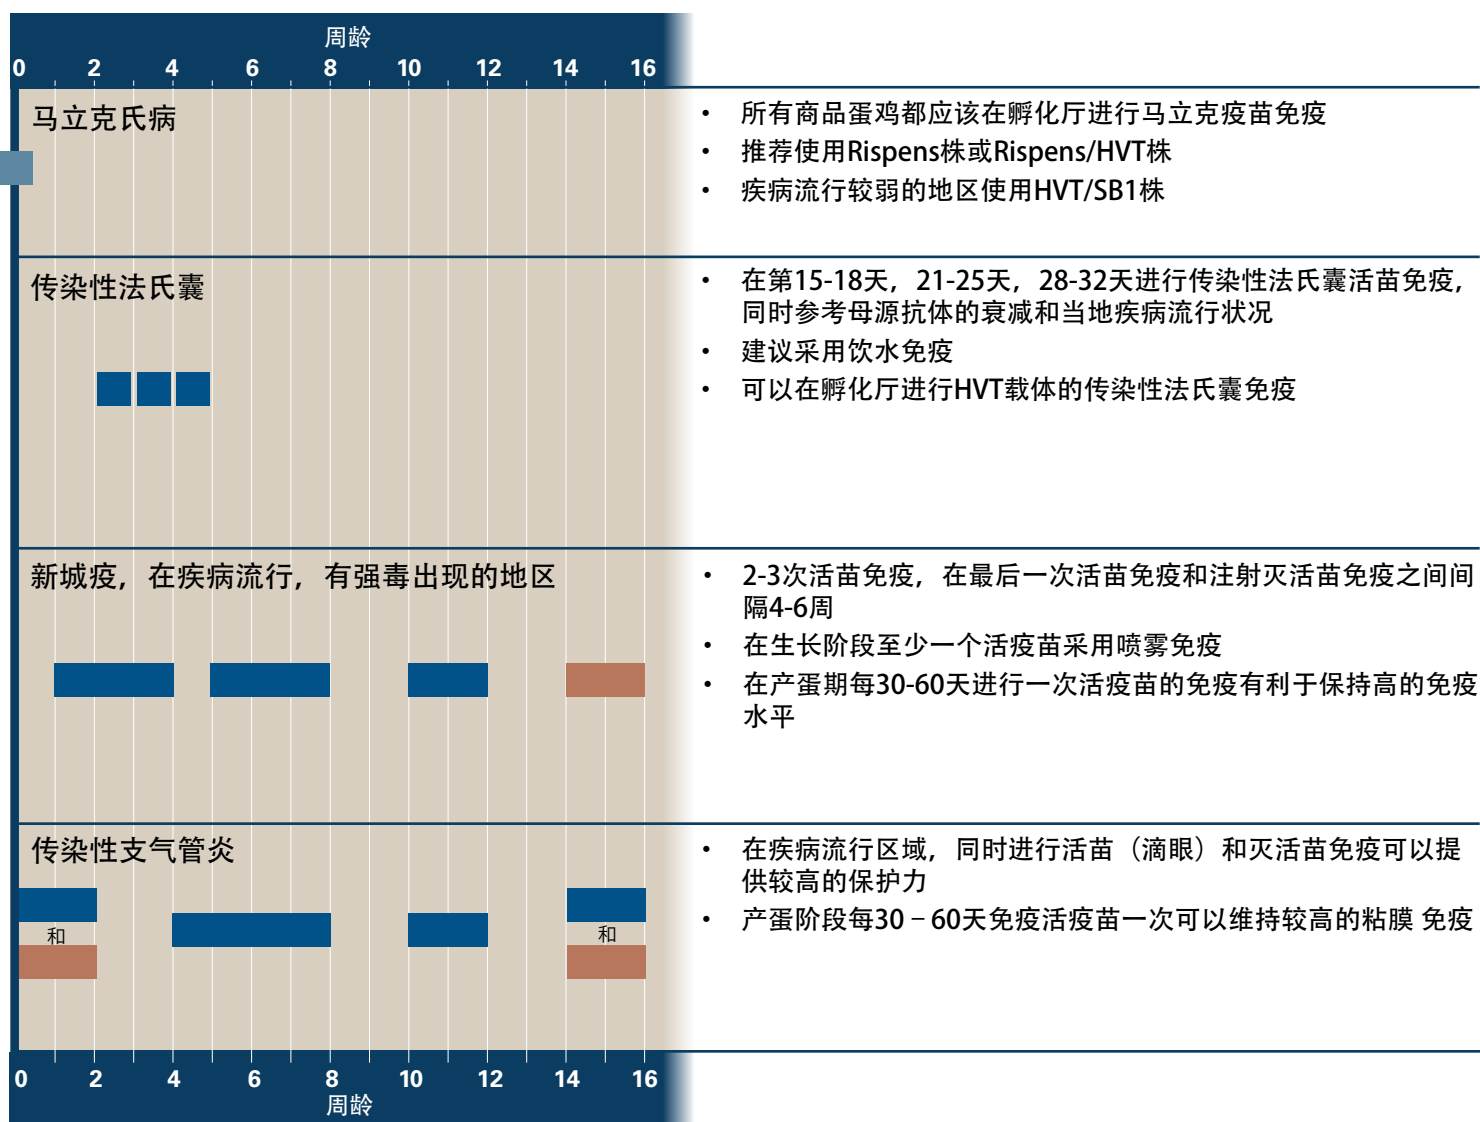 周龄
0 2 4 6 8 10 12 14 16
马立克氏病
• 所有商品蛋鸡都应该在孵化厅进行马立克疫苗免疫
• 推荐使用Rispens株或Rispens/HVT株
• 疾病流行较弱的地区使用HVT/SB1株
传染性法氏囊
• 在第15-18天，21-25天，28-32天进行传染性法氏囊活苗免疫，
同时参考母源抗体的衰减和当地疾病流行状况
• 建议采用饮水免疫
• 可以在孵化厅进行HVT载体的传染性法氏囊免疫
新城疫，在疾病流行，有强毒出现的地区
• 2-3次活苗免疫，在最后一次活苗免疫和注射灭活苗免疫之间间
隔4-6周
• 在生长阶段至少一个活疫苗采用喷雾免疫
• 在产蛋期每30-60天进行一次活疫苗的免疫有利于保持高的免疫
水平
传染性支气管炎
和
和
• 在疾病流行区域，同时进行活苗（滴眼）和灭活苗免疫可以提
供较高的保护力
• 产蛋阶段每30－60天免疫活疫苗一次可以维持较高的粘膜 免疫
0 2 4 6 8 10 12 14 16
周龄